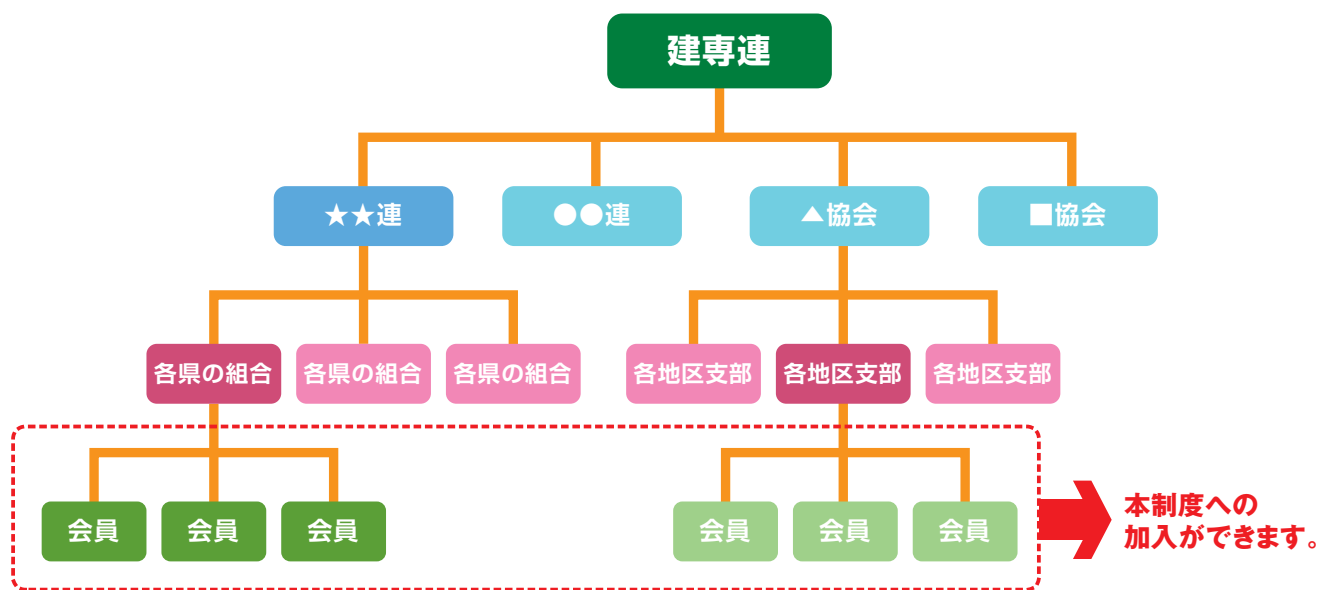 建専連
★★連
●●連
▲協会
■協会
各県の組合
各県の組合
各県の組合
各地区支部
各地区支部
各地区支部
会員
会員
会員
会員
会員
会員
本制度への
加入ができます。